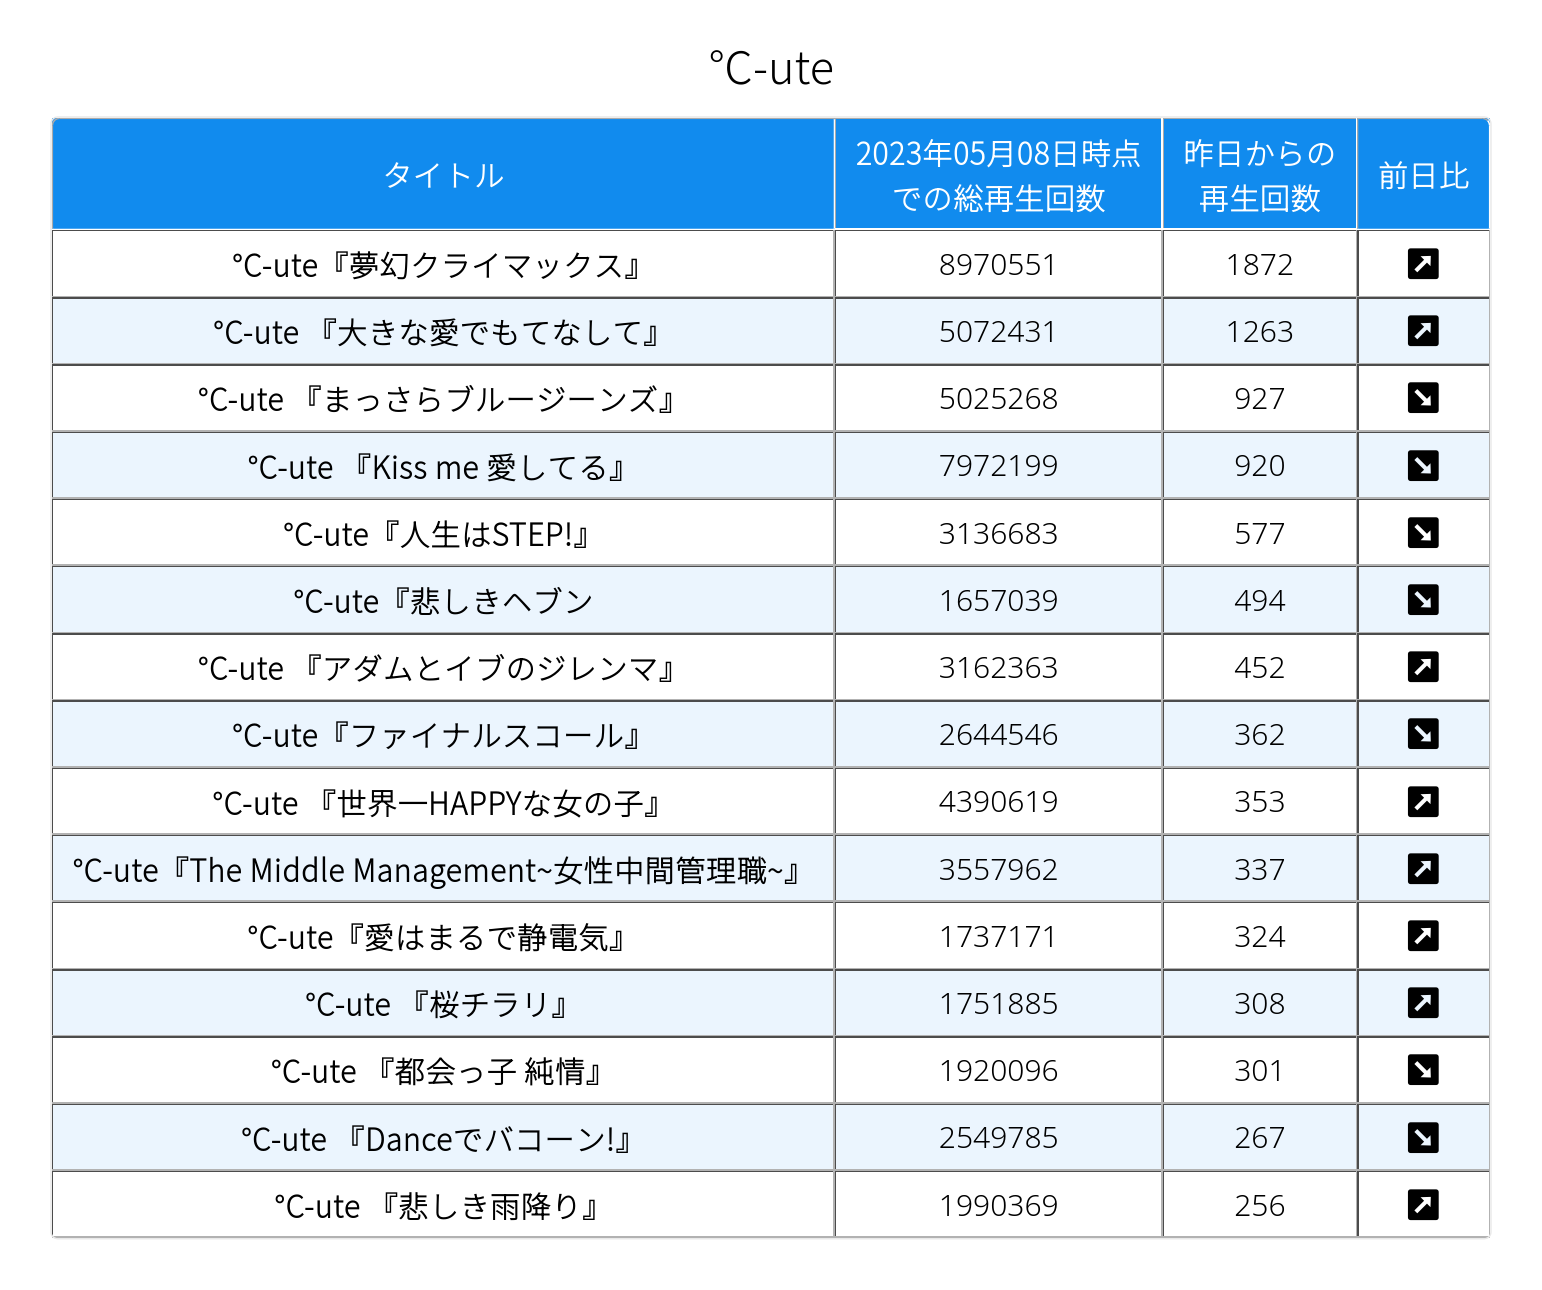 ℃-ute
タイトル
2023年05月08日時点
での総再生回数
昨日からの
再生回数
前日比
℃-ute『夢幻クライマックス』 8970551 1872
℃-ute 『大きな愛でもてなして』 5072431 1263
℃-ute 『まっさらブルージーンズ』 5025268 927
℃-ute 『Kiss me 愛してる』 7972199 920
℃-ute『人生はSTEP!』 3136683 577
℃-ute『悲しきヘブン 1657039 494
℃-ute 『アダムとイブのジレンマ』 3162363 452
℃-ute『ファイナルスコール』 2644546 362
℃-ute 『世界一HAPPYな女の子』 4390619 353
℃-ute『The Middle Management~女性中間管理職~』 3557962 337
℃-ute『愛はまるで静電気』 1737171 324
℃-ute 『桜チラリ』 1751885 308
℃-ute 『都会っ子 純情』 1920096 301
℃-ute 『Danceでバコーン!』 2549785 267
℃-ute 『悲しき雨降り』 1990369 256